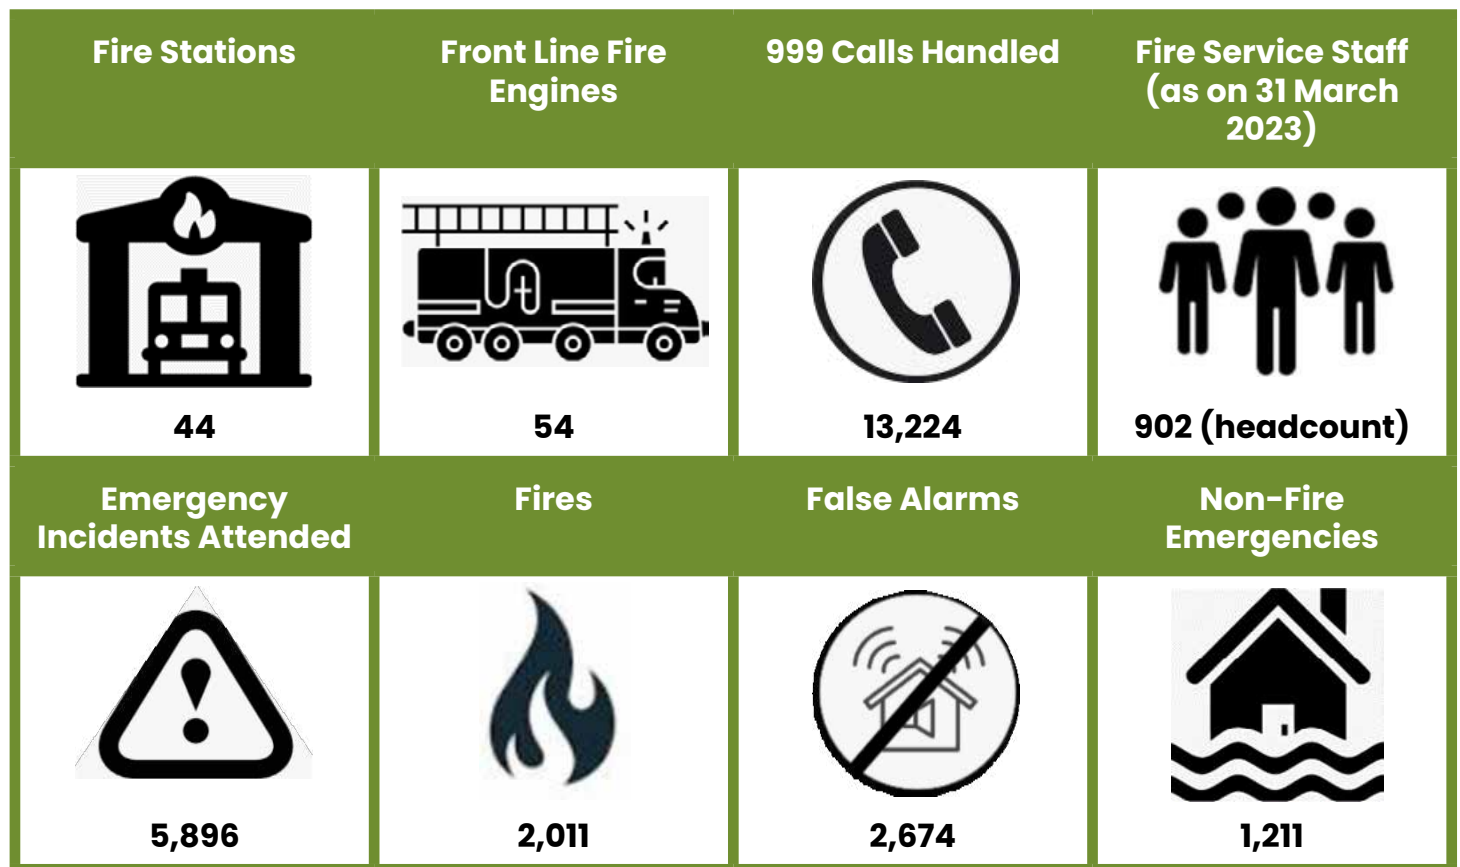 Fire Stations
Front Line Fire
Engines
999 Calls Handled
Fire Service Staff
(as on 31 March
2023)
44
54
13,224
902 (headcount)
Emergency
Incidents Attended
Fires
False Alarms
Non-Fire
Emergencies
5,896
2,011
2,674
1,211